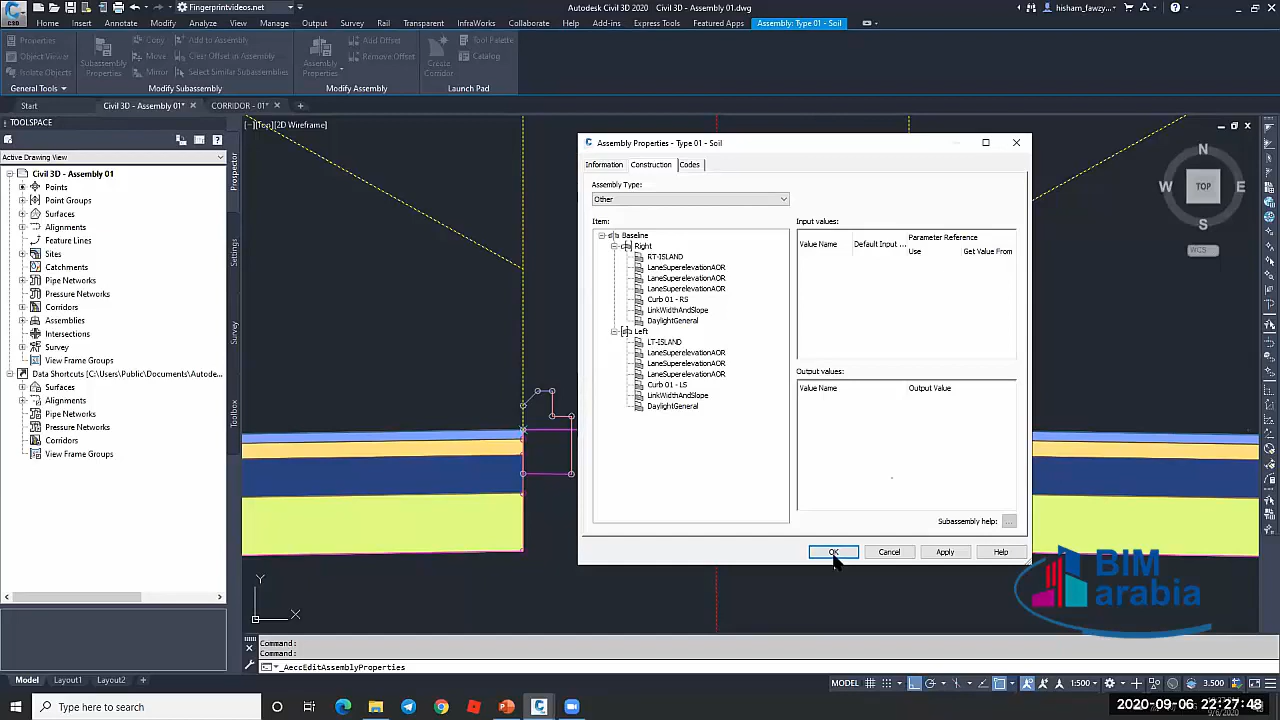 Fingerprintvideos.net
Autodesk Civil 3D 2020 Civil 3D - Assembly 01.dwg
hisham_fawzy...
C3D
Home Insert Annotate Modify Analyze View Manage Output Survey Rail Transparent InfraWorks Collaborate Help Add-ins Express Tools Featured Apps Assembly: Type 01 - Soil
Properties
Object Viewer
Isolate Objects
General Tools
Subassembly Properties
Copy
Move
Mirror
Add to Assembly
Clear Offset in Assembly
Select Similar Subassemblies
Modify Subassembly
Assembly Properties
Add Offset
Remove Offset
Modify Assembly
Create Corridor
Tool Palette
Catalog
Launch Pad
Start Civil 3D - Assembly 01* CORRIDOR - 01*
TOOLSPACE
Active Drawing View
Civil 3D - Assembly 01
Points
Point Groups
Surfaces
Alignments
Feature Lines
Sites
Catchments
Pipe Networks
Pressure Networks
Corridors
Assemblies
Intersections
Survey
View Frame Groups
Data Shortcuts [C:\Users\Public\Documents\Autode...
Surfaces
Alignments
Pipe Networks
Pressure Networks
Corridors
View Frame Groups
Prospector
Settings
Survey
Toolbox
[−][Top][2D Wireframe]
N
W TOP E
S
WCS
Assembly Properties - Type 01 - Soil
Information Construction Codes
Assembly Type:
Other
Item:
Baseline
Right
RT-ISLAND
LaneSuperelevationAOR
LaneSuperelevationAOR
LaneSuperelevationAOR
Curb 01 - RS
LinkWidthAndSlope
DaylightGeneral
Left
LT-ISLAND
LaneSuperelevationAOR
LaneSuperelevationAOR
LaneSuperelevationAOR
Curb 01 - LS
LinkWidthAndSlope
DaylightGeneral
Input values:
Value Name Default Input ... Parameter Reference
Use Get Value From
Output values:
Value Name Output Value
Subassembly help: ...
OK Cancel Apply Help
BIM
arabia
Y
X
Command:
Command:
_AeccEditAssemblyProperties
Model Layout1 Layout2 +
MODEL 1:500 3.500
Type here to search
2020-09-06 22:27:48